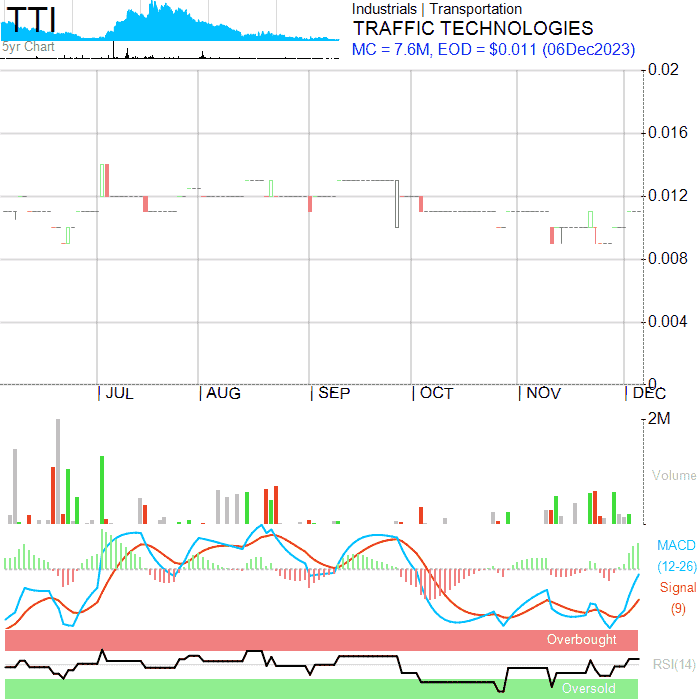 TTI
5yr Chart
Industrials | Transportation
TRAFFIC TECHNOLOGIES
MC = 7.6M, EOD = $0.011 (06Dec2023)
0.02
0.016
0.012
0.008
0.004
0
JUL AUG SEP OCT NOV DEC
2M
Volume
MACD
(12-26)
Signal
(9)
Overbought
RSI(14)
Oversold